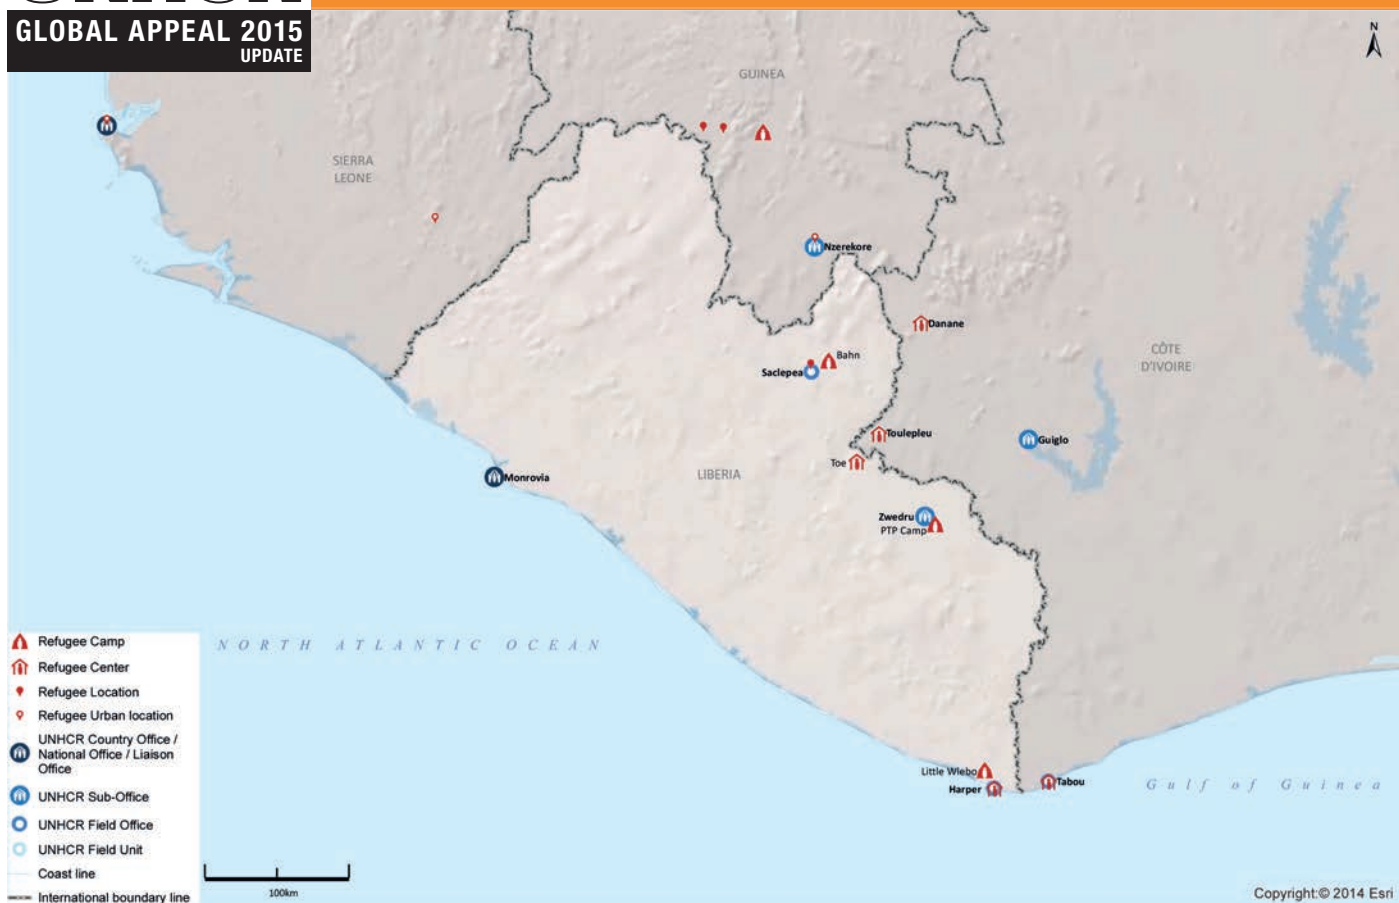 GLOBAL APPEAL 2015
UPDATE
N
GUINEA
SIERRA
LEONE
Nzerekore
Danane
CÔTE
D'IVOIRE
Bahn
Saclepea
Toulepleu
Guiglo
Toe
LIBERIA
Monrovia
Zwedru
PTP Camp
NORTH ATLANTIC OCEAN
Little Wlebo
Harper
Tabou
Gulf of Guinea
Refugee Camp
Refugee Center
Refugee Location
Refugee Urban location
UNHCR Country Office /
National Office / Liaison
Office
UNHCR Sub-Office
UNHCR Field Office
UNHCR Field Unit
Coast line
International boundary line
100km
Copyright:© 2014 Esri